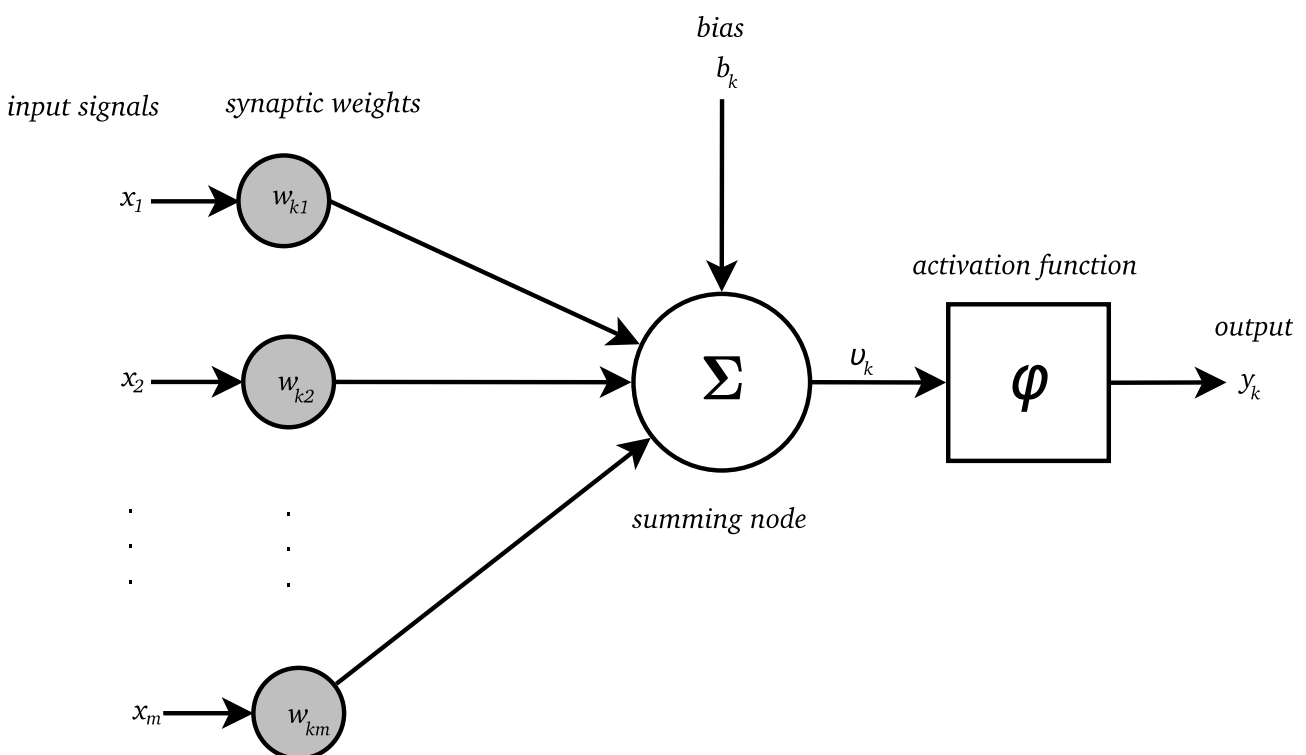 bias
b_k
input signals
synaptic weights
x_1
w_k1
activation function
output
x_2
w_k2
Σ
υ_k
φ
y_k
.
.
.
.
.
.
summing node
x_m
w_km